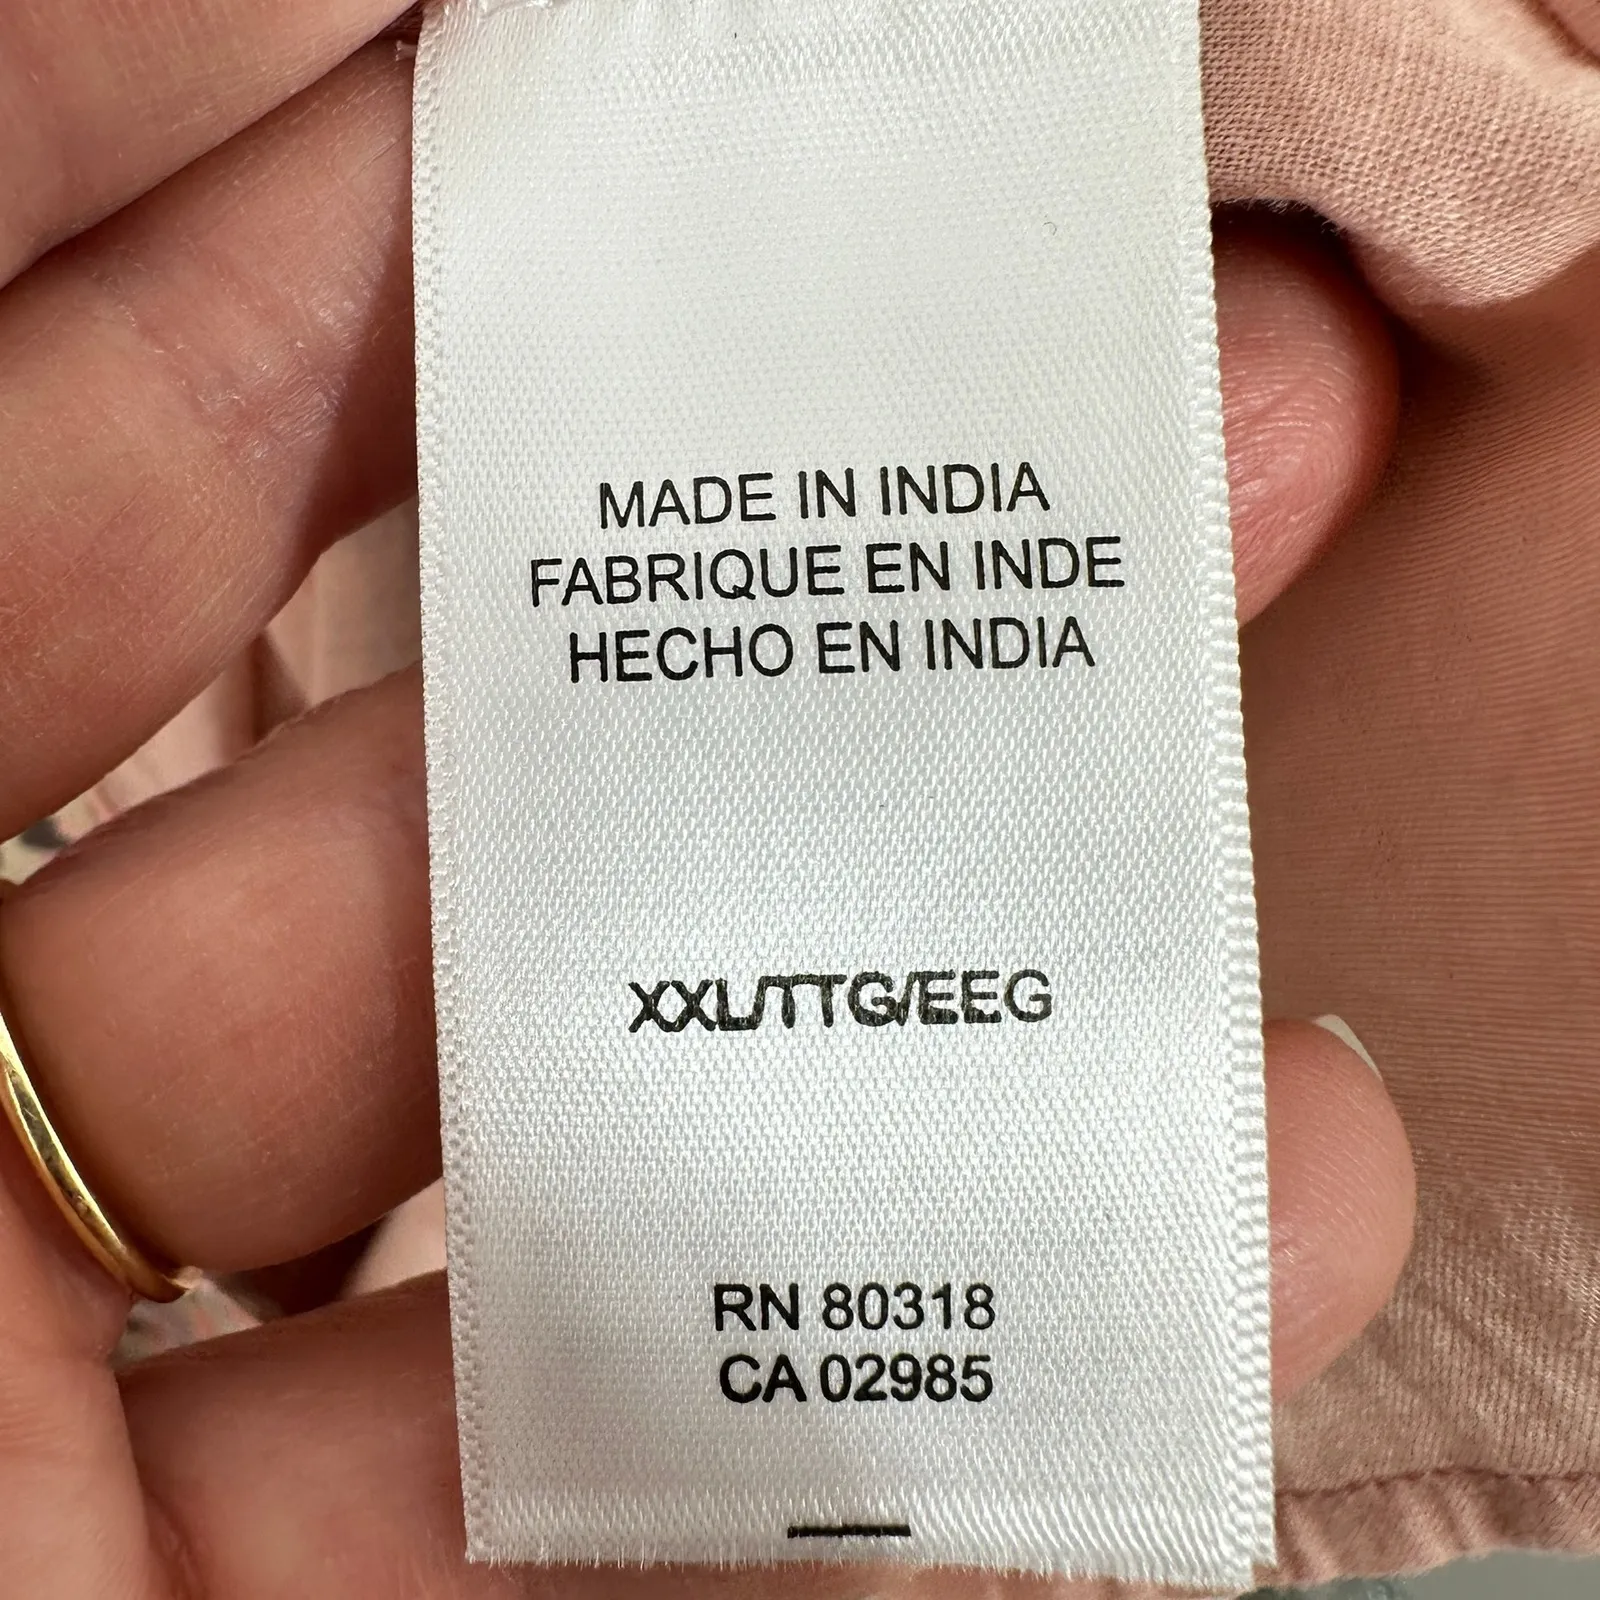 MADE IN INDIA
FABRIQUE EN INDE
HECHO EN INDIA
XXL/TTG/EEG
RN 80318
CA 02985